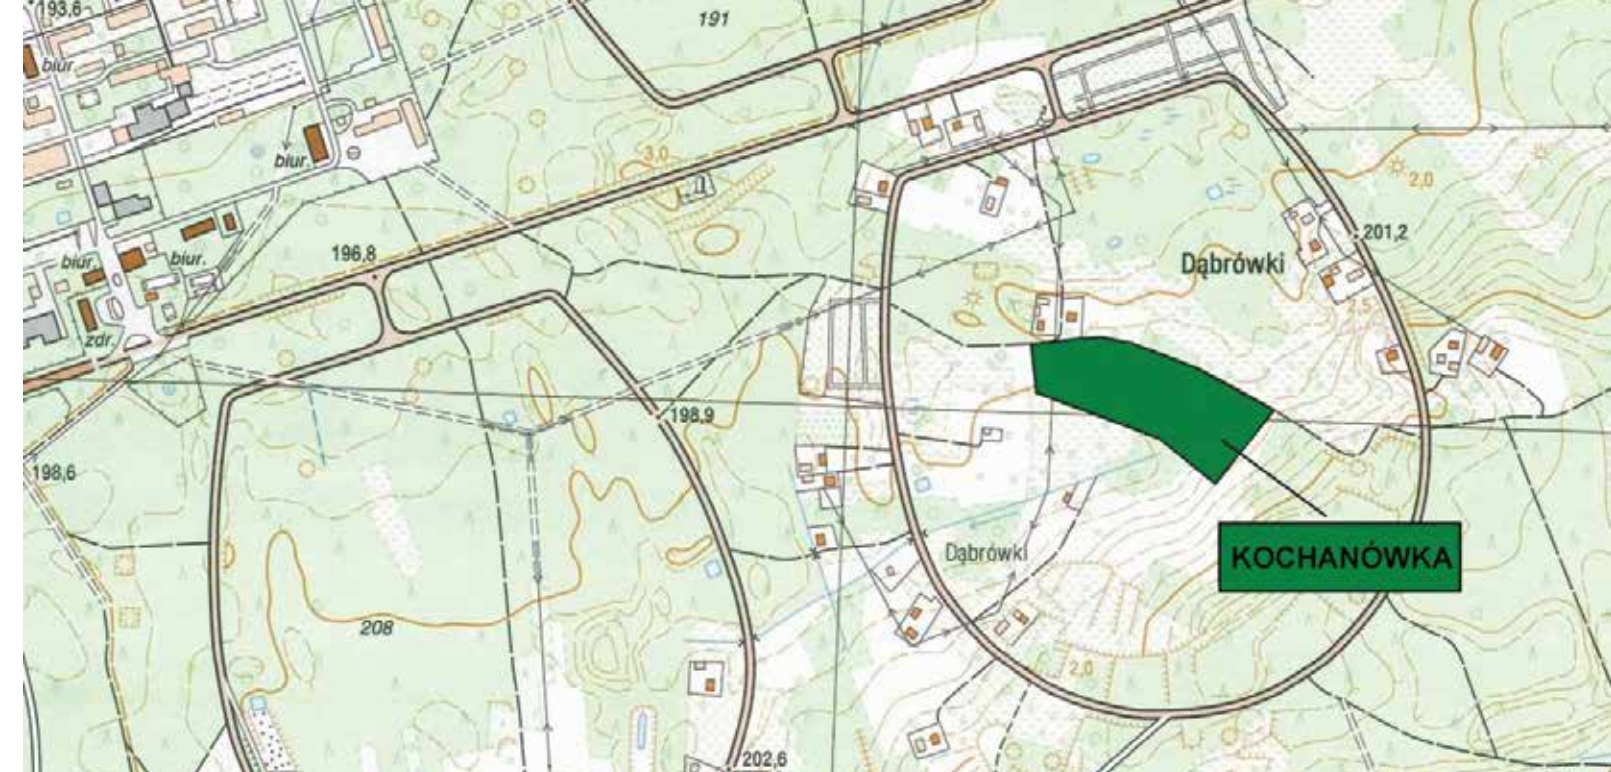 193,6
191
biur.
biur.
3,0
2,0
201,2
196,8
Dąbrówki
biur.
biur.
2,5
zdr.
198,9
198,6
Dąbrówki
KOCHANÓWKA
208
2,0
202,6